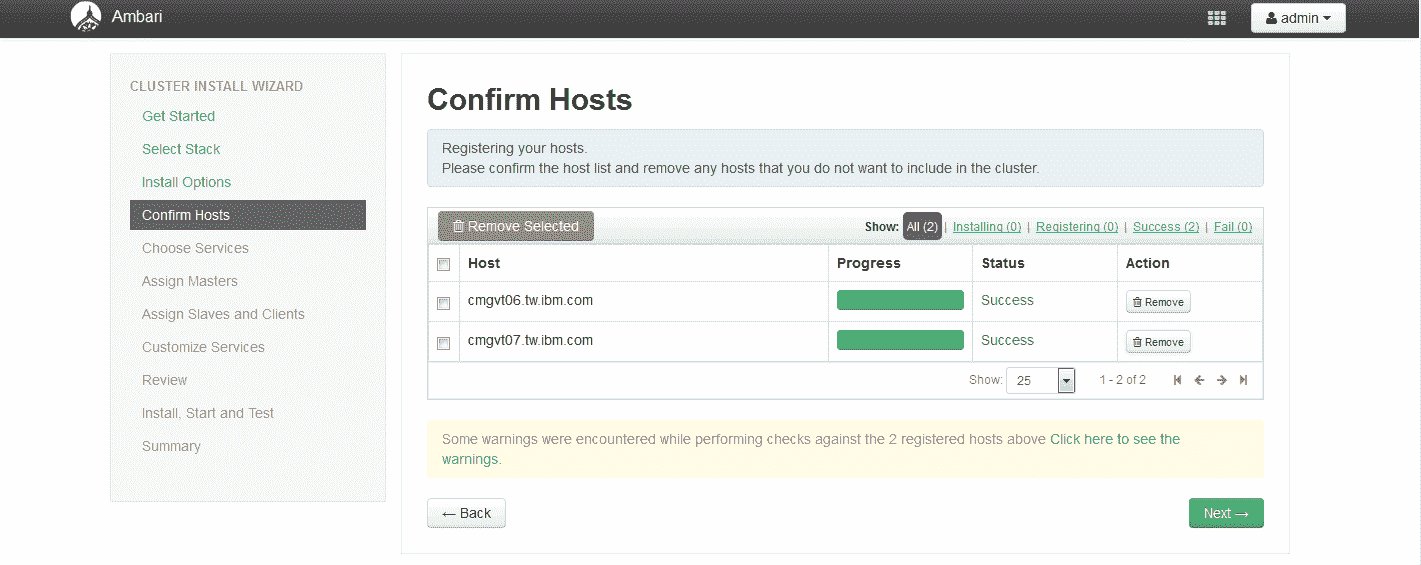 Ambari
admin
CLUSTER INSTALL WIZARD
Get Started
Select Stack
Install Options
Confirm Hosts
Choose Services
Assign Masters
Assign Slaves and Clients
Customize Services
Review
Install, Start and Test
Summary
Confirm Hosts
Registering your hosts.
Please confirm the host list and remove any hosts that you do not want to include in the cluster.
Remove Selected Show: All (2) | Installing (0) | Registering (0) | Success (2) | Fail (0)
Host Progress Status Action
cmgvt06.tw.ibm.com Success Remove
cmgvt07.tw.ibm.com Success Remove
Show: 25 1 - 2 of 2
Some warnings were encountered while performing checks against the 2 registered hosts above Click here to see the
warnings.
← Back Next →